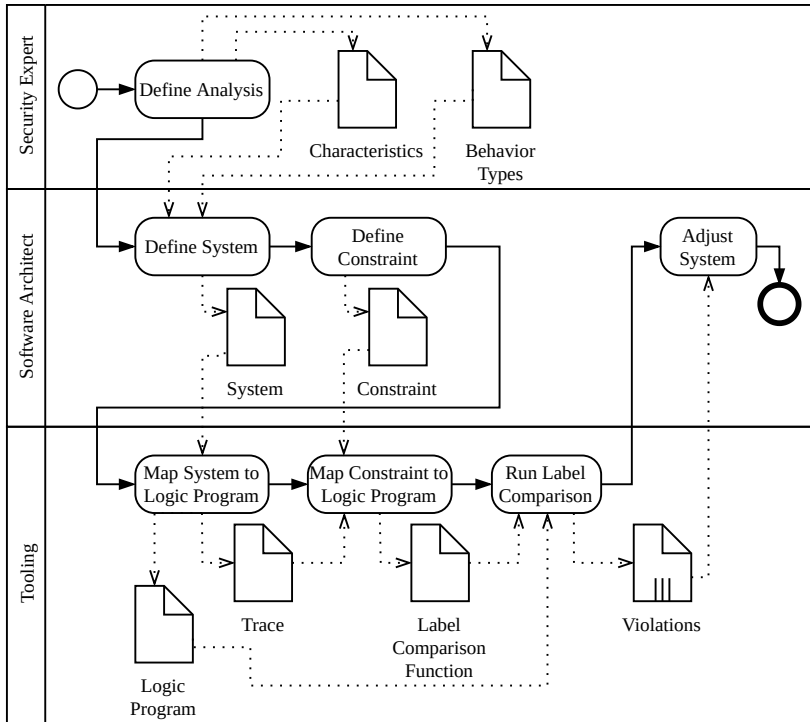 Security Expert
Define Analysis
Characteristics
Behavior
Types
Software Architect
Define System
Define
Constraint
Adjust
System
System
Constraint
Tooling
Map System to
Logic Program
Map Constraint to
Logic Program
Run Label
Comparison
Trace
Label
Comparison
Function
Violations
Logic
Program